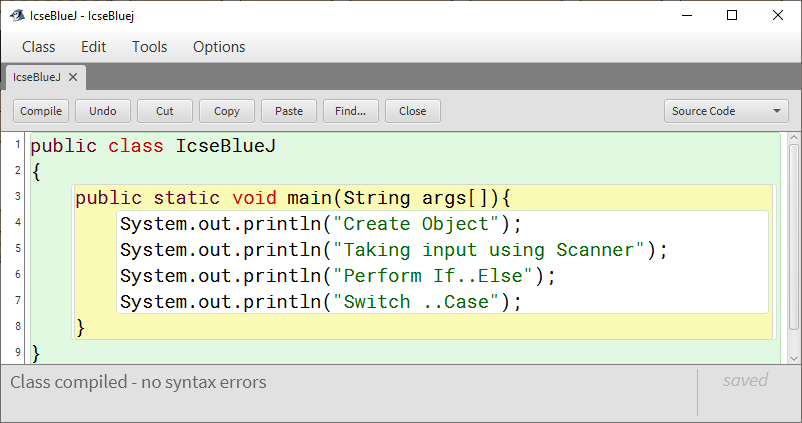 IcseBlueJ - IcseBluej
Class Edit Tools Options
IcseBlueJ
Compile Undo Cut Copy Paste Find... Close Source Code
1 public class IcseBlueJ
2 {
3 public static void main(String args[]){
4 System.out.println("Create Object");
5 System.out.println("Taking input using Scanner");
6 System.out.println("Perform If..Else");
7 System.out.println("Switch ..Case");
8 }
9 }
Class compiled - no syntax errors saved